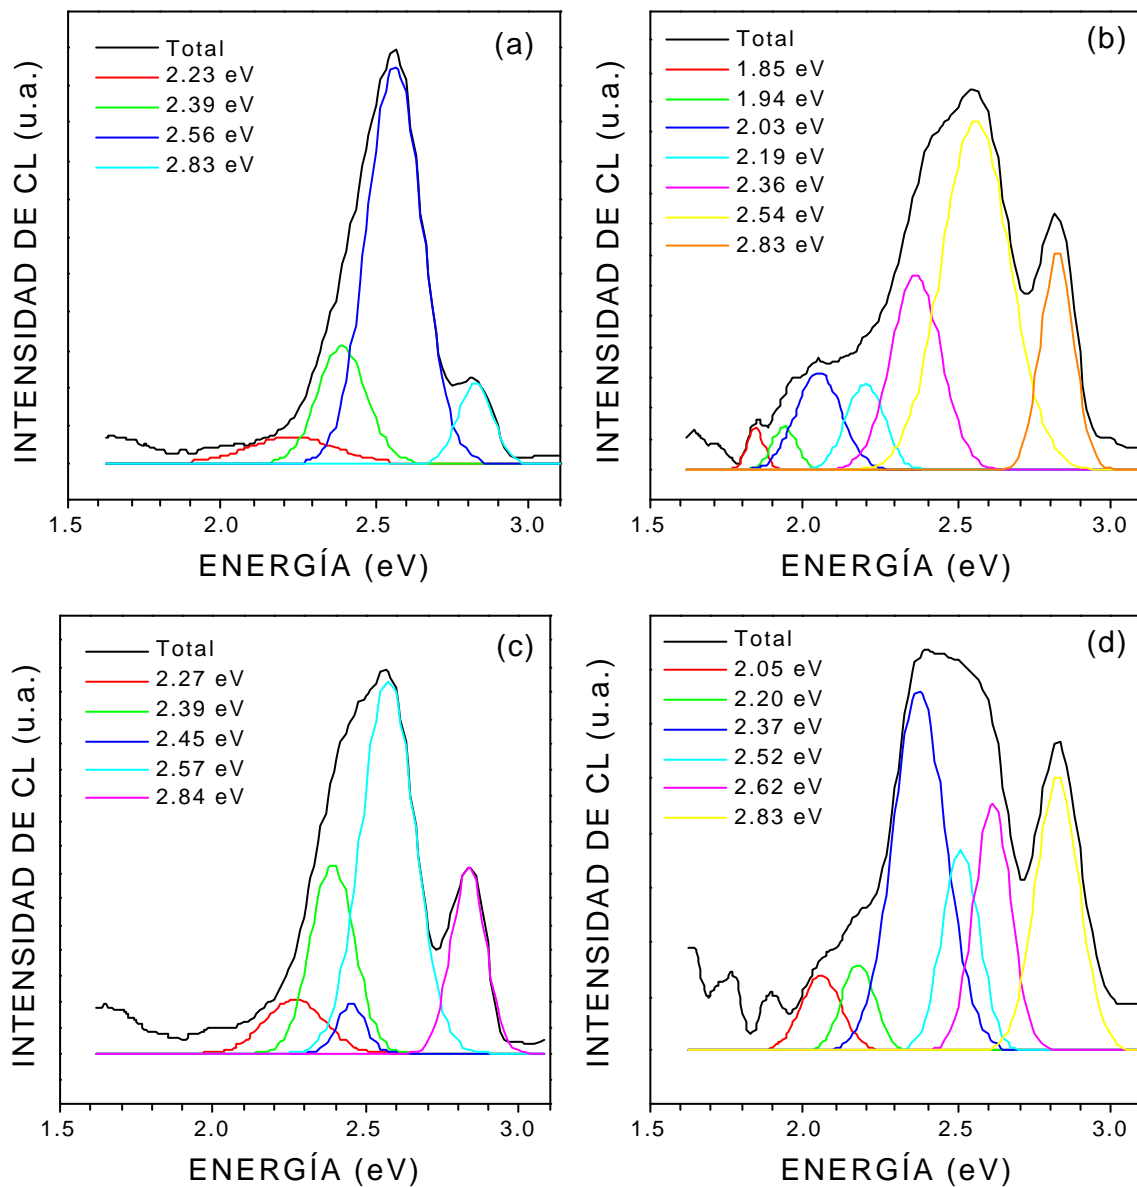 (a)
Total
2.23 eV
2.39 eV
2.56 eV
2.83 eV
INTENSIDAD DE CL (u.a.)
1.5 2.0 2.5 3.0
ENERGÍA (eV)
(b)
Total
1.85 eV
1.94 eV
2.03 eV
2.19 eV
2.36 eV
2.54 eV
2.83 eV
INTENSIDAD DE CL (u.a.)
1.5 2.0 2.5 3.0
ENERGÍA (eV)
(c)
Total
2.27 eV
2.39 eV
2.45 eV
2.57 eV
2.84 eV
INTENSIDAD DE CL (u.a.)
1.5 2.0 2.5 3.0
ENERGÍA (eV)
(d)
Total
2.05 eV
2.20 eV
2.37 eV
2.52 eV
2.62 eV
2.83 eV
INTENSIDAD DE CL (u.a.)
1.5 2.0 2.5 3.0
ENERGÍA (eV)